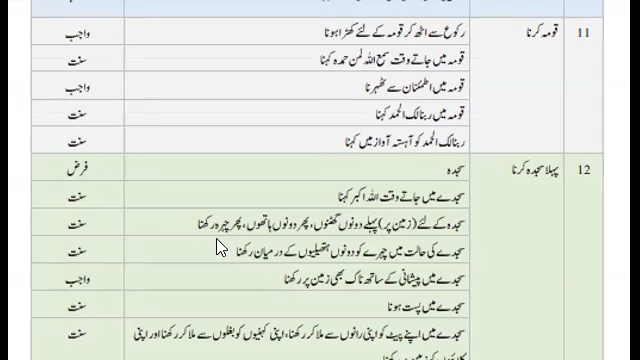 11 قومہ کرنا رکوع سے اٹھ کر قومہ کے لئے کھڑا ہونا واجب
قومہ میں جاتے وقت سمع اللہ لمن حمدہ کہنا سنت
قومہ میں اطمئنان سے ٹھہرنا واجب
قومہ میں ربنا لک الحمد کہنا سنت
ربنا لک الحمد کو آہستہ آواز میں کہنا سنت
12 پہلا سجدہ کرنا سجدہ فرض
سجدے میں جاتے وقت اللہ اکبر کہنا سنت
سجدہ کے لئے (زمین پر) پہلے دونوں گھٹنوں، پھر دونوں ہاتھوں، پھر چہرہ رکھنا سنت
سجدے کی حالت میں چہرے کو دونوں ہتھیلیوں کے درمیان رکھنا سنت
سجدے میں پیشانی کے ساتھ ناک بھی زمین پر رکھنا واجب
سجدے میں پست ہونا سنت
سجدے میں اپنے پیٹ کو اپنی رانوں سے ملا کر رکھنا، اپنی کہنیوں کو بغلوں سے ملا کر رکھنا اور اپنی سنت